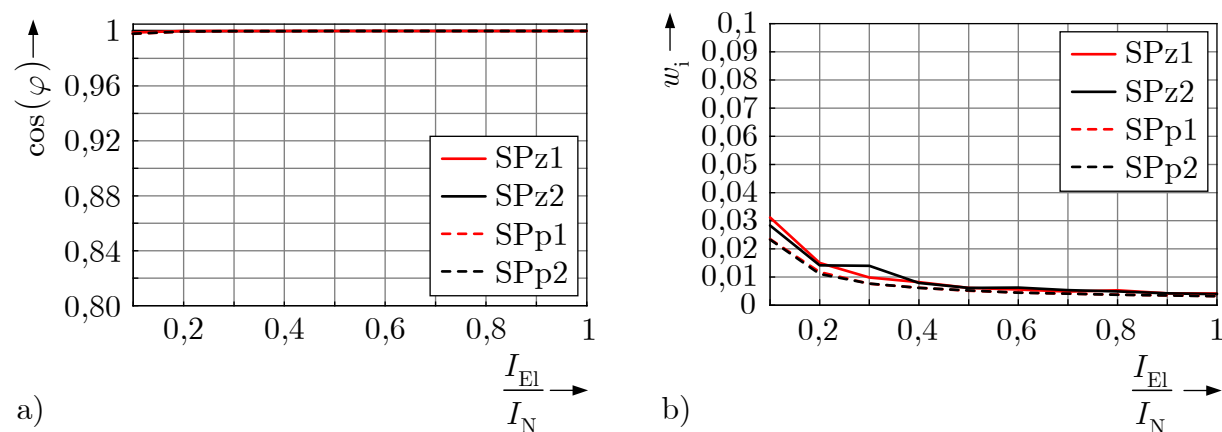 cos(φ)
1
0,96
0,92
0,88
0,84
0,80
0,2
0,4
0,6
0,8
1
SPz1
SPz2
SPp1
SPp2
I_El
I_N
a)
w_i
0,1
0,09
0,08
0,07
0,06
0,05
0,04
0,03
0,02
0,01
0
0,2
0,4
0,6
0,8
1
SPz1
SPz2
SPp1
SPp2
I_El
I_N
b)